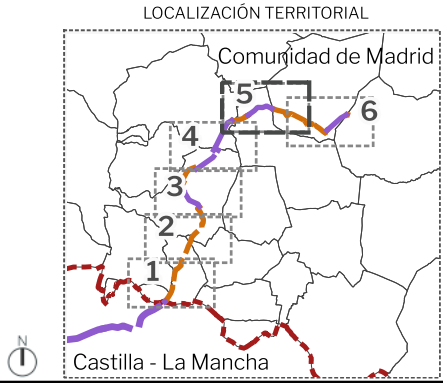 LOCALIZACIÓN TERRITORIAL
Comunidad de Madrid
5
6
4
3
2
1
N
Castilla - La Mancha